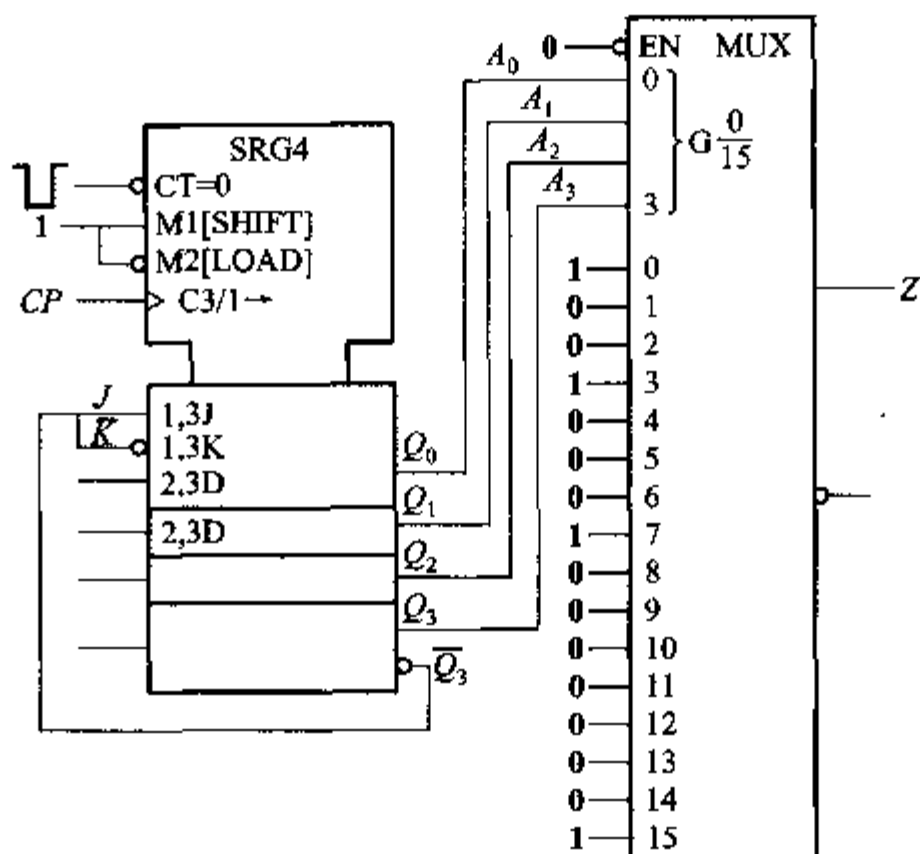 0 EN MUX
A₀ 0
A₁
A₂ G 0/15
A₃ 3
SRG4
CT=0
1 M1[SHIFT]
M2[LOAD]
CP C3/1→
J 1,3J
K 1,3K
2,3D
2,3D
Q₀
Q₁
Q₂
Q₃
Q̅₃
1 0
0 1
0 2
1 3
0 4
0 5
0 6
1 7
0 8
0 9
0 10
0 11
0 12
0 13
0 14
1 15
Z